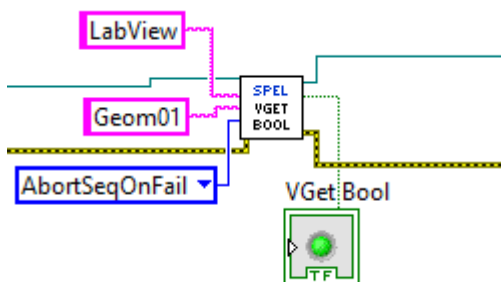 LabView
SPEL
VGET
BOOL
Geom01
AbortSeqOnFail
VGet Bool
TF